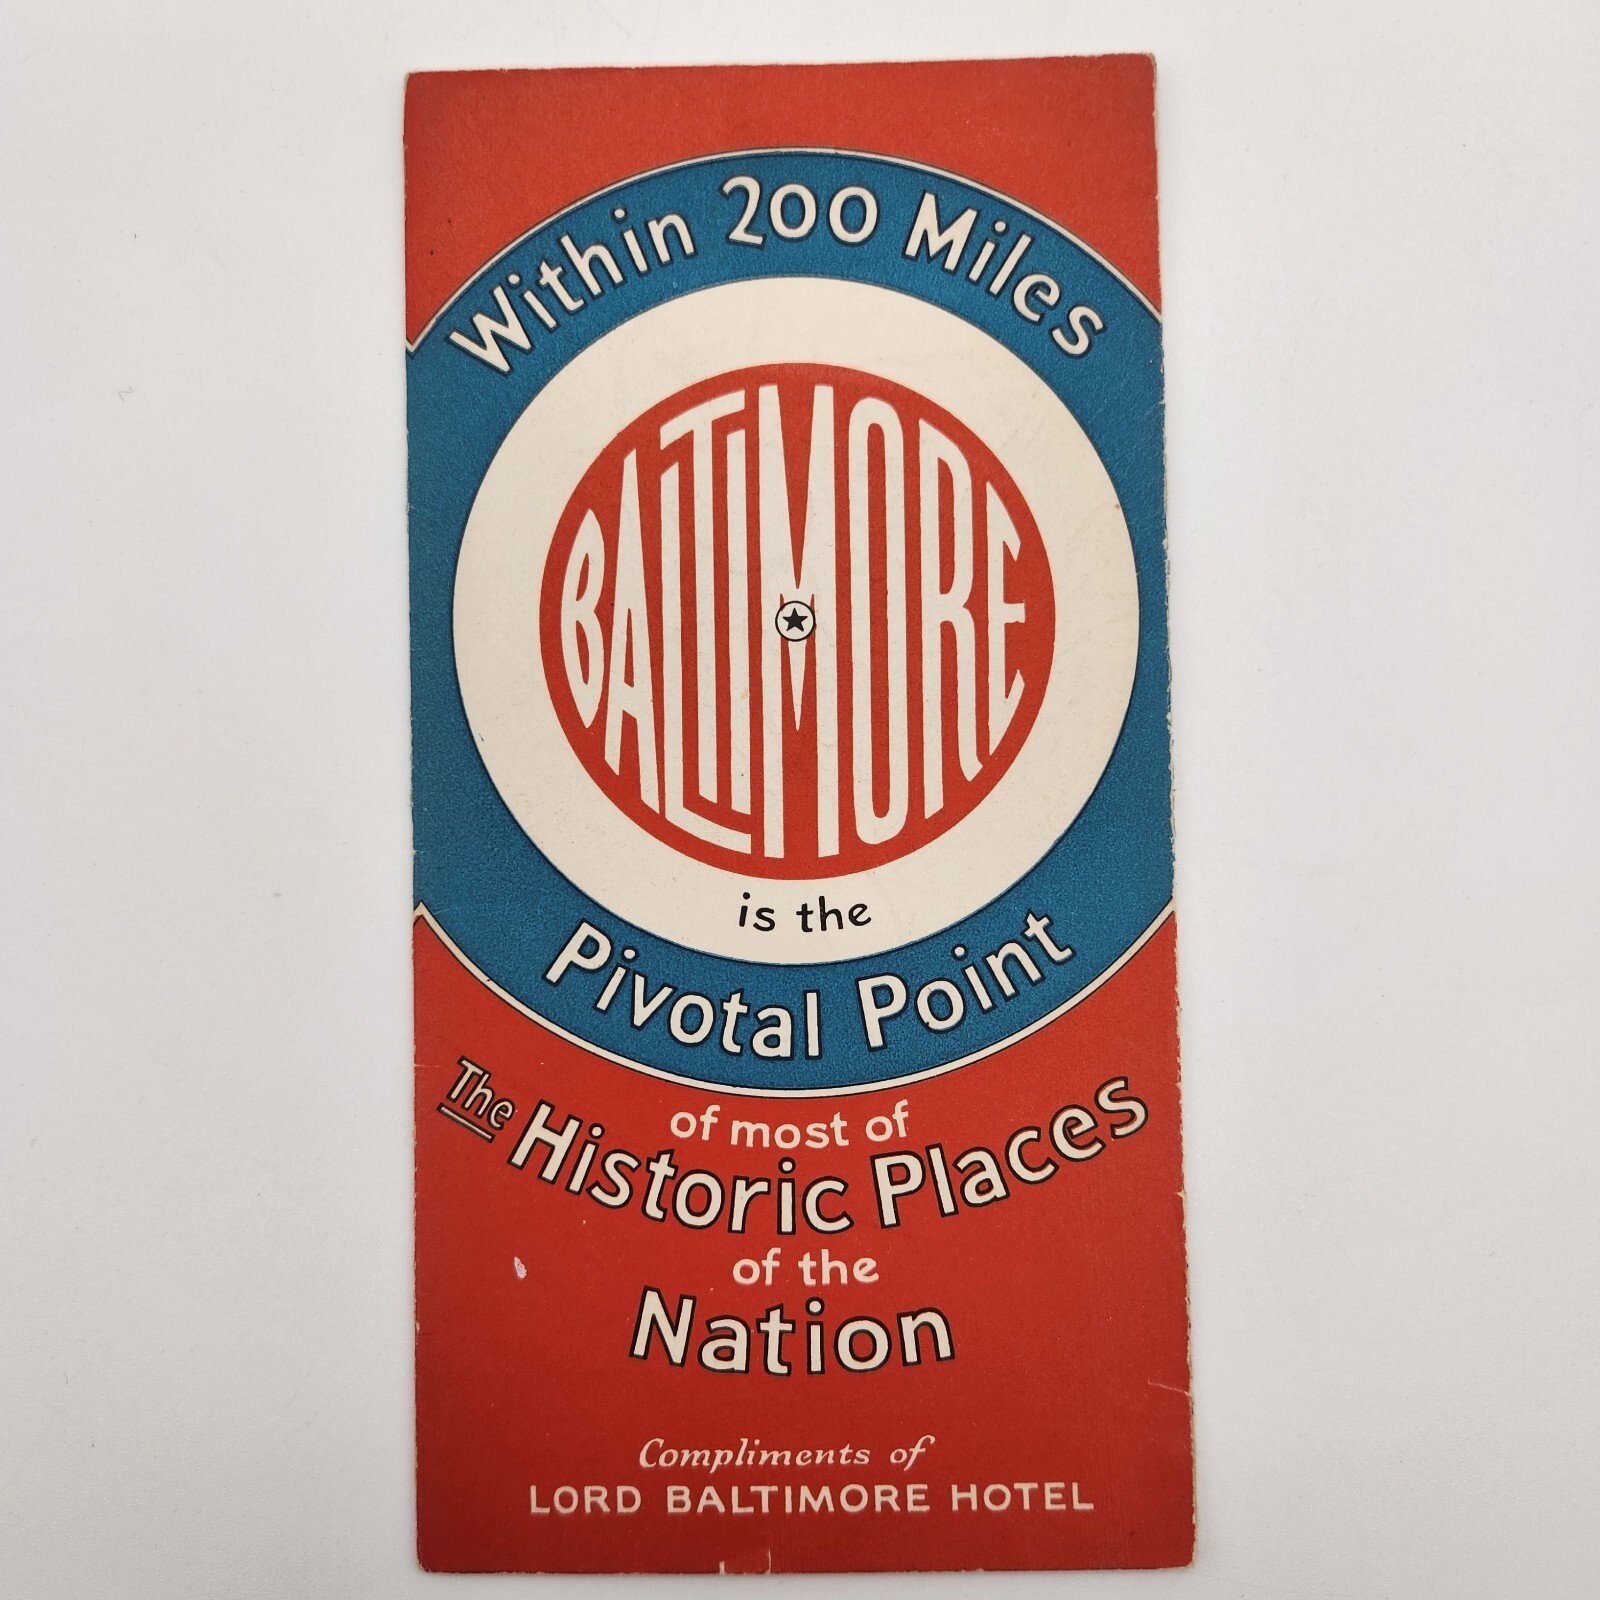 Within 200 Miles
BALTIMORE
is the
Pivotal Point
of most of
The Historic Places
of the
Nation
Compliments of
LORD BALTIMORE HOTEL